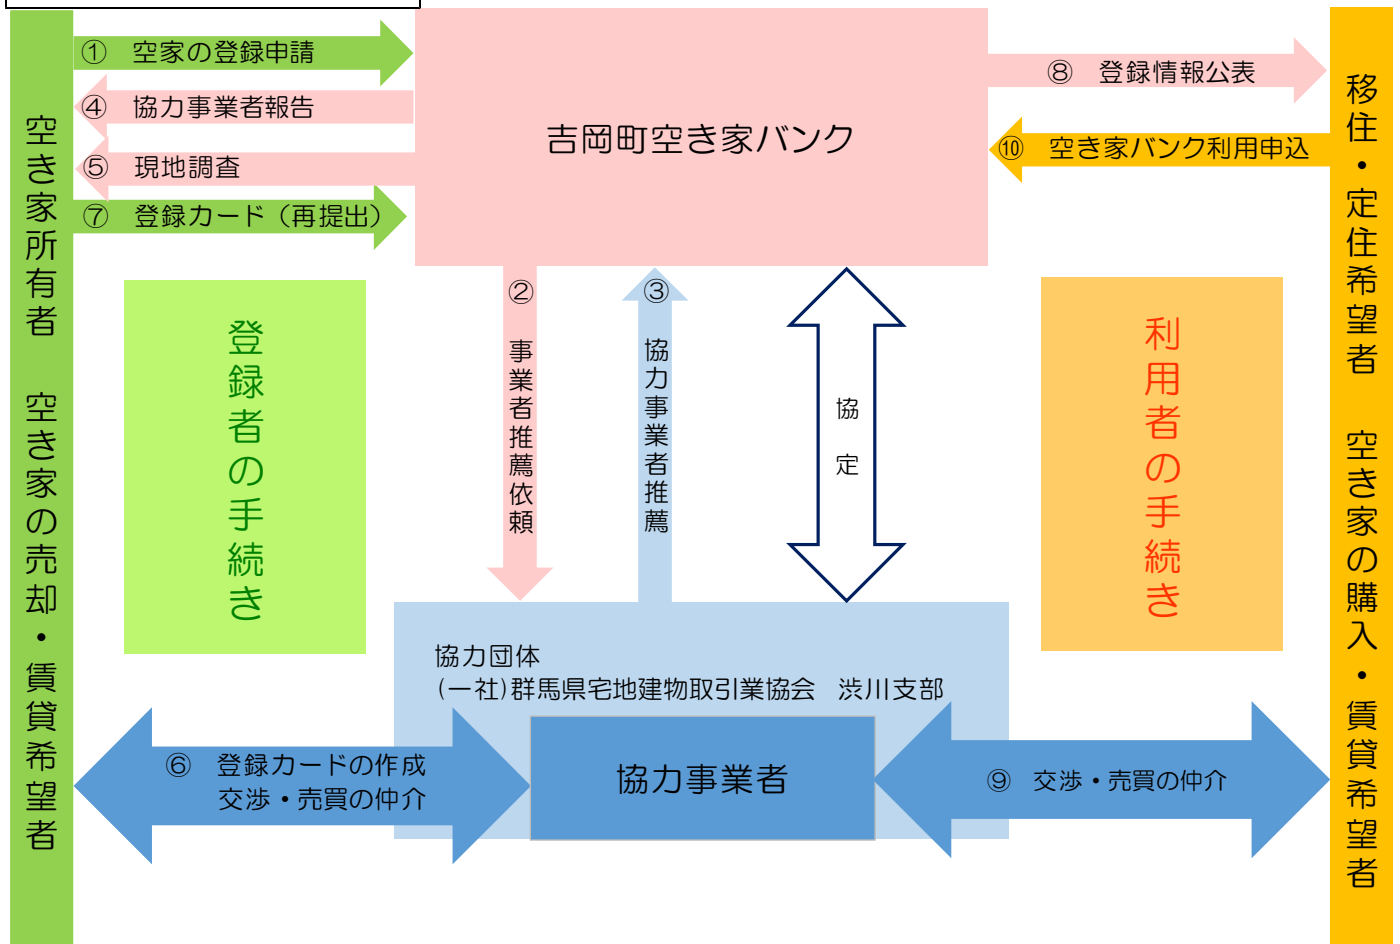 ① 空家の登録申請
④ 協力事業者報告
⑤ 現地調査
⑦ 登録カード（再提出）
吉岡町空き家バンク
⑧ 登録情報公表
⑩ 空き家バンク利用申込
空き家所有者 空き家の売却・賃貸希望者
登録者の手続き
② 事業者推薦依頼
③ 協力事業者推薦
協定
利用者の手続き
移住・定住希望者 空き家の購入・賃貸希望者
協力団体
(一社)群馬県宅地建物取引業協会 渋川支部
⑥ 登録カードの作成
交渉・売買の仲介
協力事業者
⑨ 交渉・売買の仲介